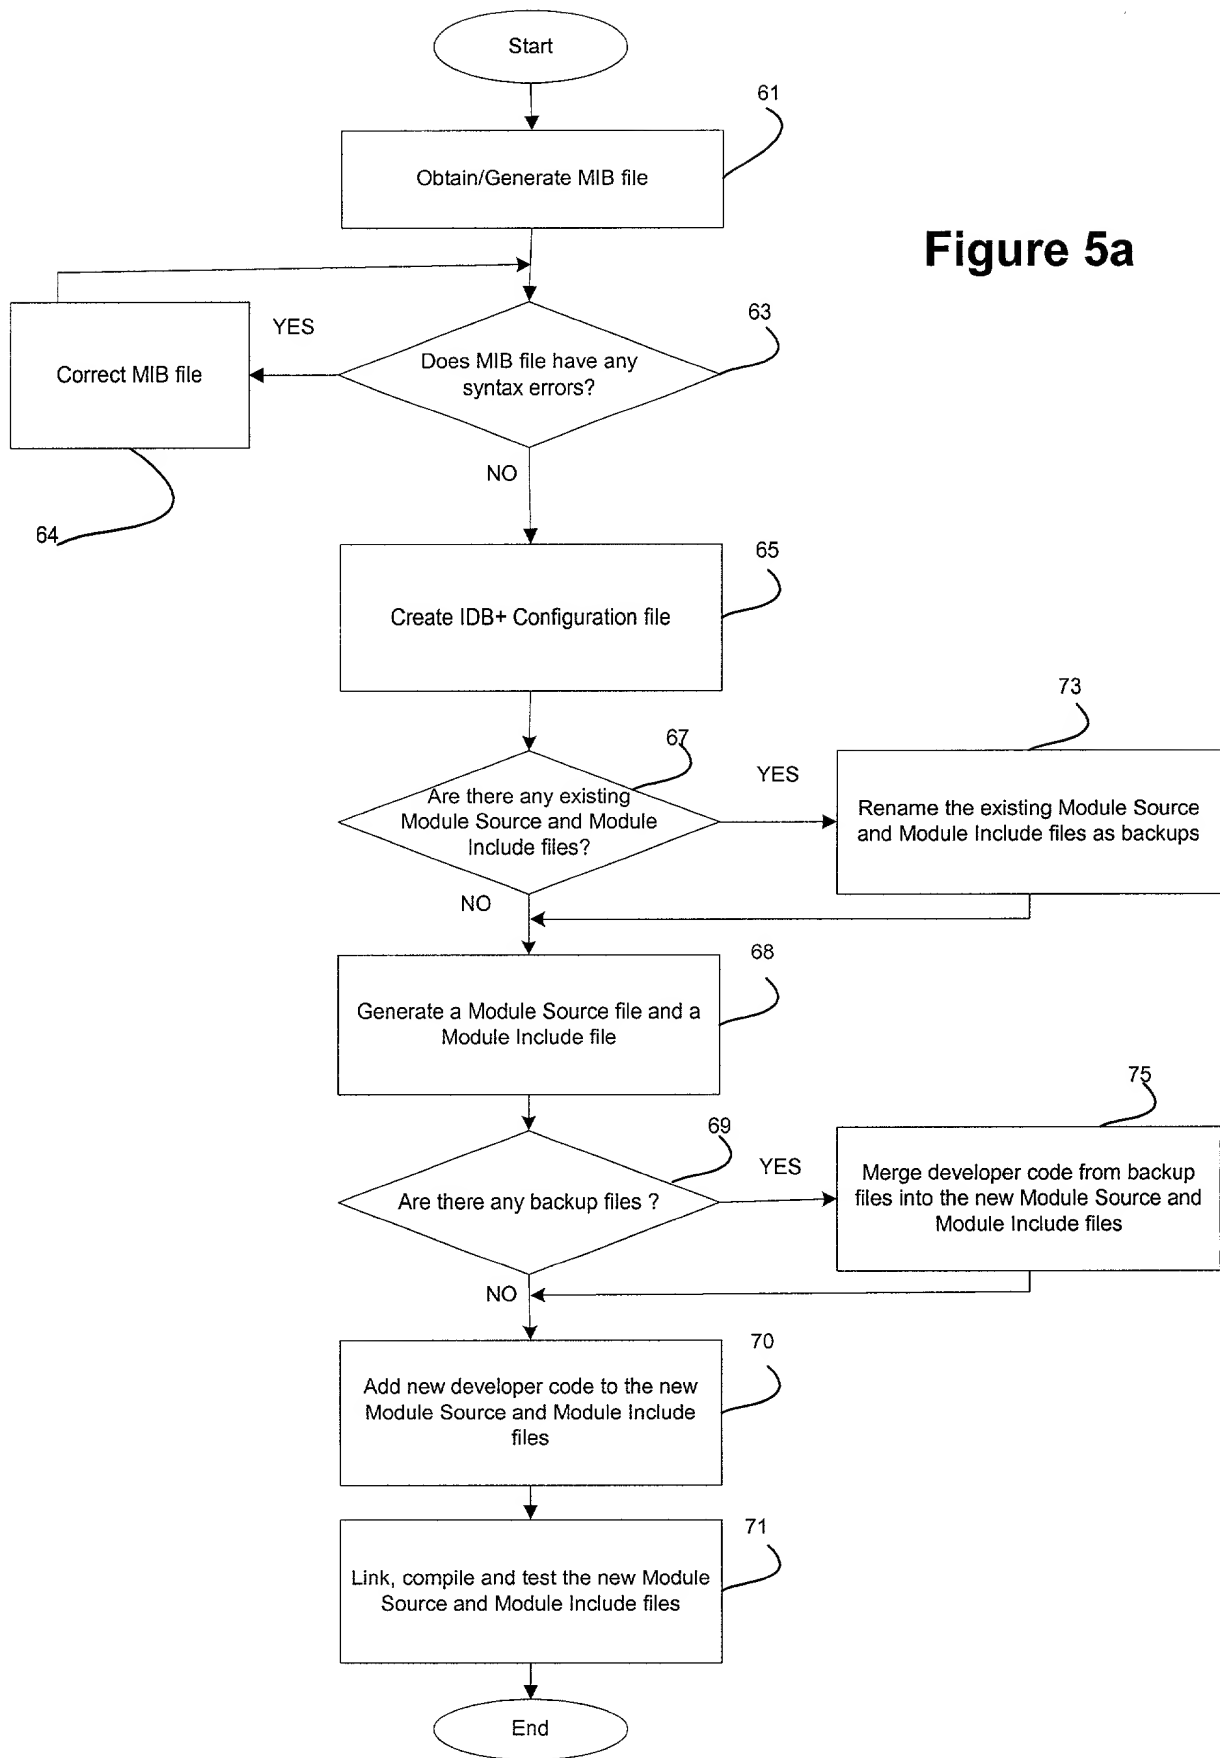 Start
61
Obtain/Generate MIB file
Figure 5a
63
YES
Does MIB file have any
syntax errors?
Correct MIB file
NO
64
65
Create IDB+ Configuration file
73
67
YES
Are there any existing
Module Source and Module
Include files?
Rename the existing Module Source
and Module Include files as backups
NO
68
Generate a Module Source file and a
Module Include file
75
69
YES
Are there any backup files ?
Merge developer code from backup
files into the new Module Source and
Module Include files
NO
70
Add new developer code to the new
Module Source and Module Include
files
71
Link, compile and test the new Module
Source and Module Include files
End